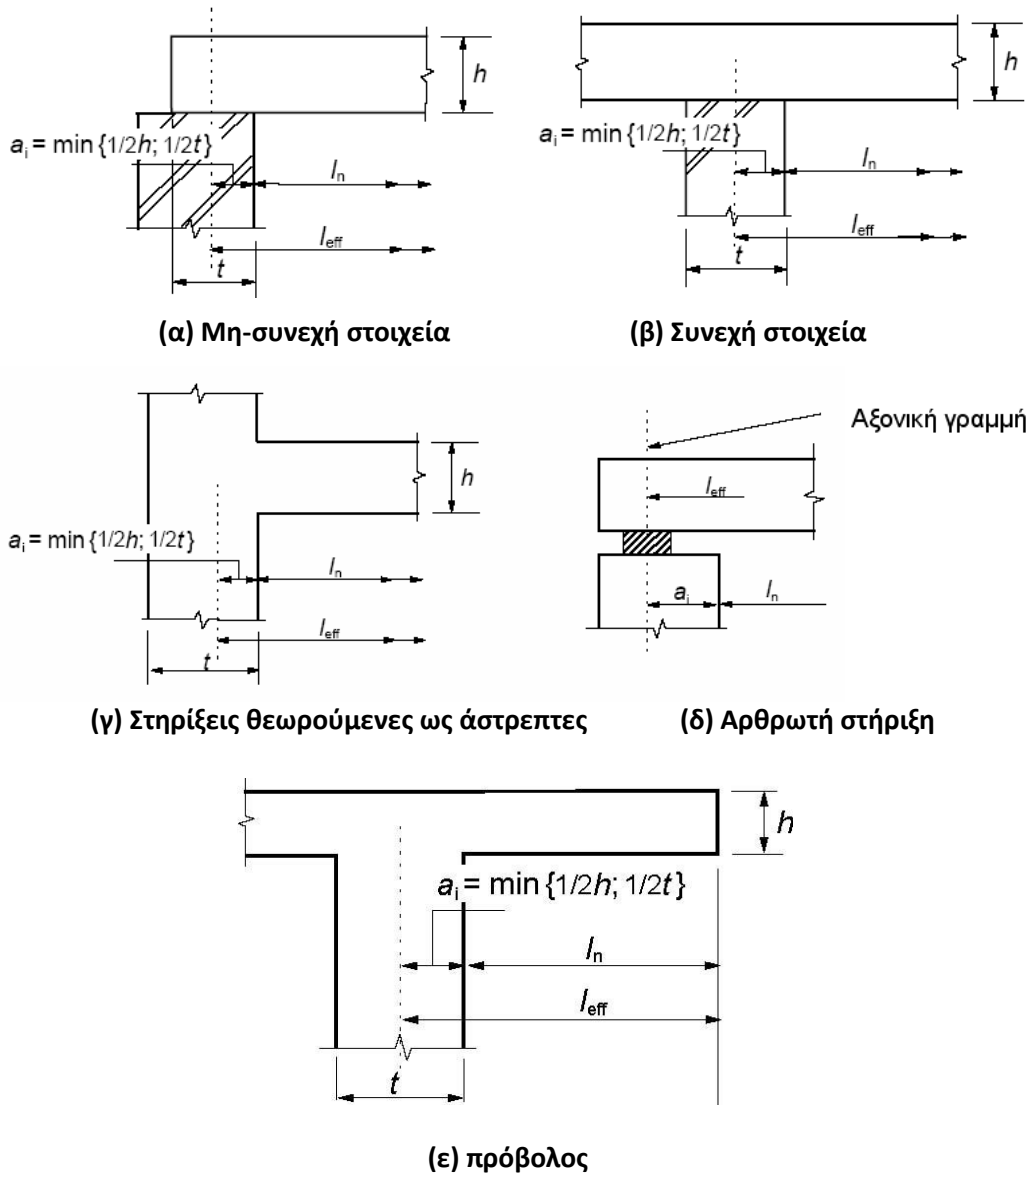 h
a_i = min {1/2h; 1/2t}
l_n
l_eff
t
(α) Μη-συνεχή στοιχεία
h
a_i = min {1/2h; 1/2t}
l_n
l_eff
t
(β) Συνεχή στοιχεία
h
a_i = min {1/2h; 1/2t}
l_n
l_eff
t
(γ) Στηρίξεις θεωρούμενες ως άστρεπτες
Αξονική γραμμή
l_eff
a_i
l_n
(δ) Αρθρωτή στήριξη
h
a_i = min {1/2h; 1/2t}
l_n
l_eff
t
(ε) πρόβολος